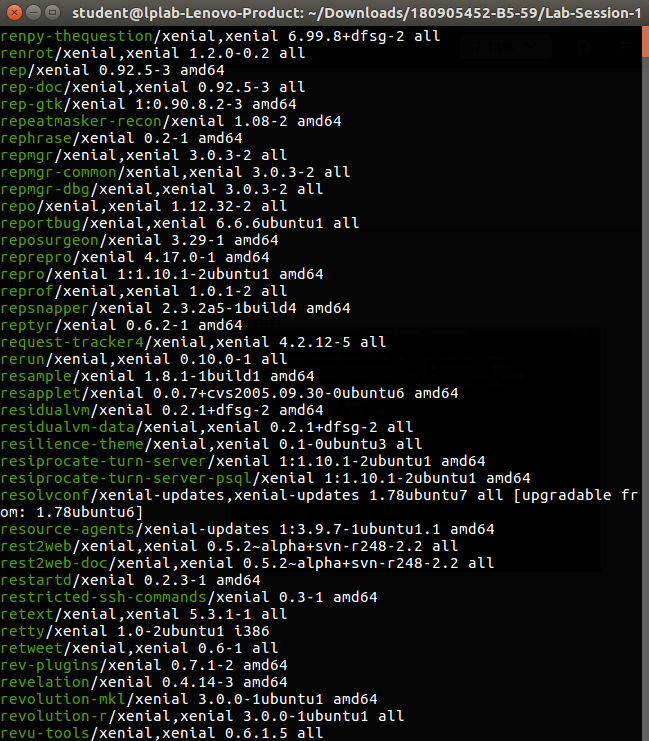 student@lplab-Lenovo-Product: ~/Downloads/180905452-B5-59/Lab-Session-1
renpy-thequestion/xenial,xenial 6.99.8+dfsg-2 all
renrot/xenial,xenial 1.2.0-0.2 all
rep/xenial 0.92.5-3 amd64
rep-doc/xenial,xenial 0.92.5-3 all
rep-gtk/xenial 1:0.90.8.2-3 amd64
repeatmasker-recon/xenial 1.08-2 amd64
rephrase/xenial 0.2-1 amd64
repmgr/xenial,xenial 3.0.3-2 all
repmgr-common/xenial,xenial 3.0.3-2 all
repmgr-dbg/xenial,xenial 3.0.3-2 all
repo/xenial,xenial 1.12.32-2 all
reportbug/xenial,xenial 6.6.6ubuntu1 all
reposurgeon/xenial 3.29-1 amd64
reprepro/xenial 4.17.0-1 amd64
repro/xenial 1:1.10.1-2ubuntu1 amd64
reprof/xenial,xenial 1.0.1-2 all
repsnapper/xenial 2.3.2a5-1build4 amd64
reptyr/xenial 0.6.2-1 amd64
request-tracker4/xenial,xenial 4.2.12-5 all
rerun/xenial,xenial 0.10.0-1 all
resample/xenial 1.8.1-1build1 amd64
resapplet/xenial 0.0.7+cvs2005.09.30-0ubuntu6 amd64
residualvm/xenial 0.2.1+dfsg-2 amd64
residualvm-data/xenial,xenial 0.2.1+dfsg-2 all
resilience-theme/xenial,xenial 0.1-0ubuntu3 all
resiprocate-turn-server/xenial 1:1.10.1-2ubuntu1 amd64
resiprocate-turn-server-psql/xenial 1:1.10.1-2ubuntu1 amd64
resolvconf/xenial-updates,xenial-updates 1.78ubuntu7 all [upgradable fr
om: 1.78ubuntu6]
resource-agents/xenial-updates 1:3.9.7-1ubuntu1.1 amd64
rest2web/xenial,xenial 0.5.2~alpha+svn-r248-2.2 all
rest2web-doc/xenial,xenial 0.5.2~alpha+svn-r248-2.2 all
restartd/xenial 0.2.3-1 amd64
restricted-ssh-commands/xenial 0.3-1 amd64
retext/xenial,xenial 5.3.1-1 all
retty/xenial 1.0-2ubuntu1 i386
retweet/xenial,xenial 0.6-1 all
rev-plugins/xenial 0.7.1-2 amd64
revelation/xenial 0.4.14-3 amd64
revolution-mkl/xenial 3.0.0-1ubuntu1 amd64
revolution-r/xenial,xenial 3.0.0-1ubuntu1 all
revu-tools/xenial,xenial 0.6.1.5 all